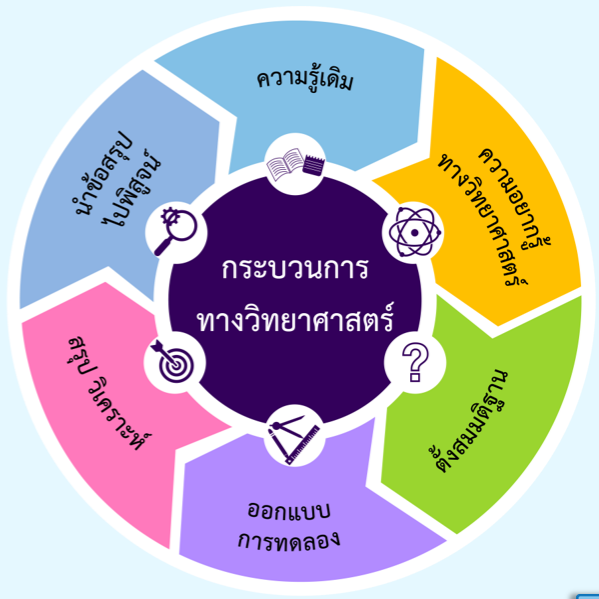 ความรู้เดิม
ความอยากรู้
ทางวิทยาศาสตร์
ตั้งสมมติฐาน
ออกแบบ
การทดลอง
สรุป วิเคราะห์
นำข้อสรุป
ไปพิสูจน์
กระบวนการ
ทางวิทยาศาสตร์
?